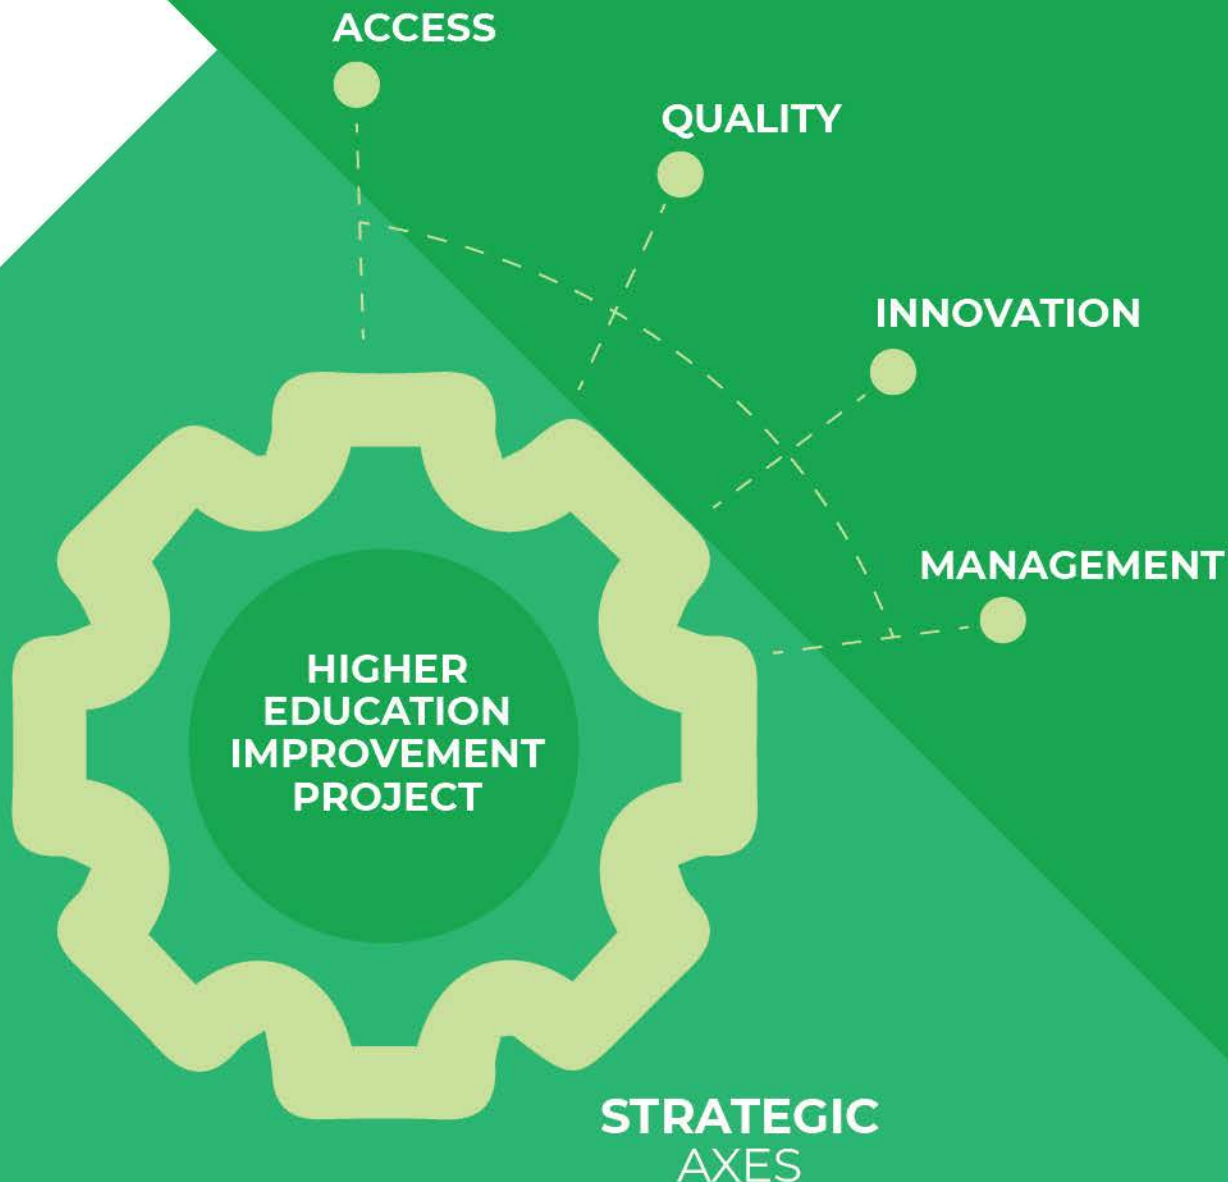 ACCESS
QUALITY
INNOVATION
MANAGEMENT
HIGHER
EDUCATION
IMPROVEMENT
PROJECT
STRATEGIC
AXES